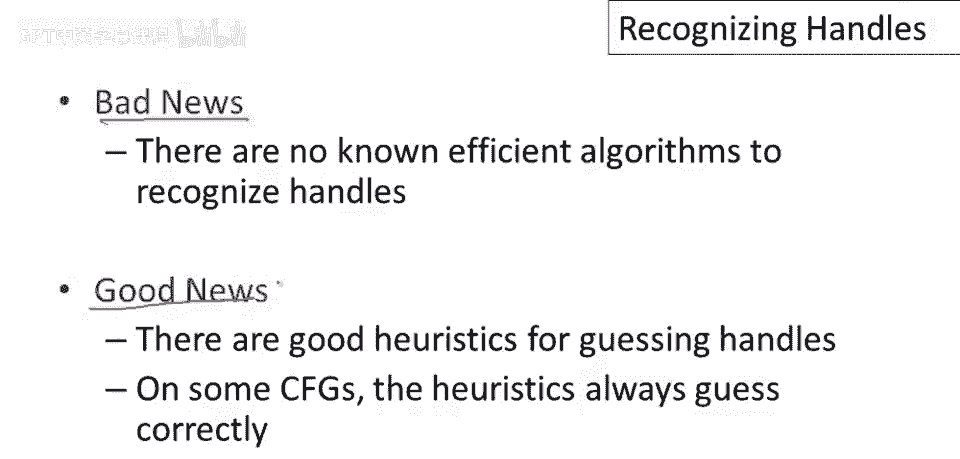 Recognizing Handles
• Bad News
– There are no known efficient algorithms to
recognize handles
• Good News
– There are good heuristics for guessing handles
– On some CFGs, the heuristics always guess
correctly